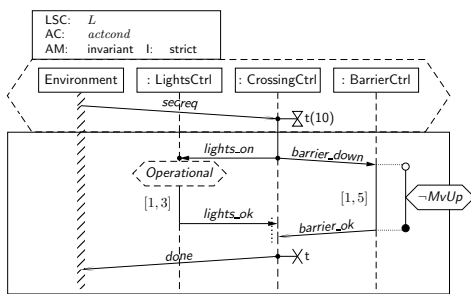 LSC: L
AC: actcond
AM: invariant I: strict
Environment : LightsCtrl : CrossingCtrl : BarrierCtrl
secreq
t(10)
lights_on barrier_down
Operational
¬MvUp
[1, 3] [1, 5]
lights_ok barrier_ok
done t